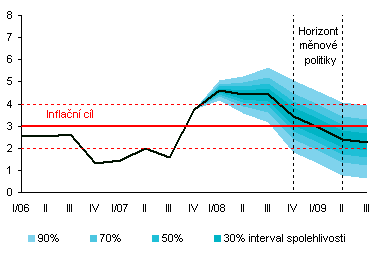 8
7
6
5
4
3
2
1
0
Horizont
měnové
politiky
Inflační cíl
I/06 II III IV I/07 II III IV I/08 II III IV I/09 II III
90% 70% 50% 30% interval spolehlivosti